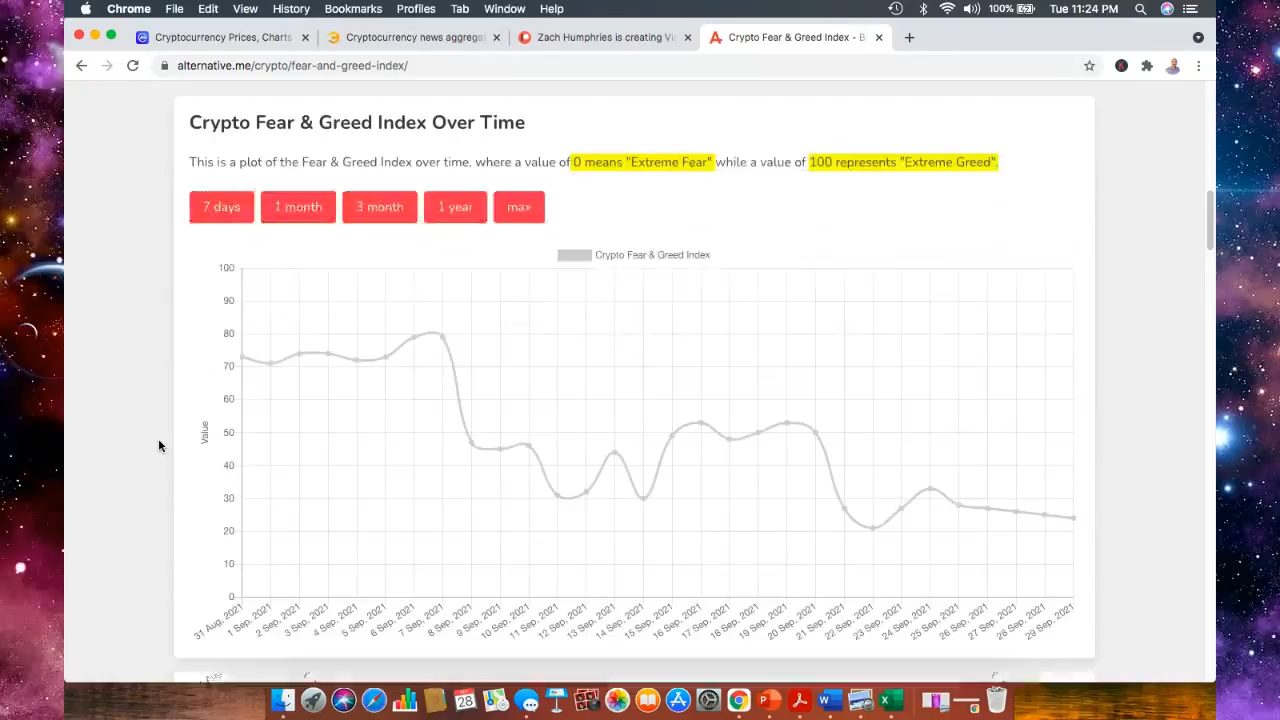 Chrome File Edit View History Bookmarks Profiles Tab Window Help 100% Tue 11:24 PM
Cryptocurrency Prices, Charts Cryptocurrency news aggregat Zach Humphries is creating Vi Crypto Fear & Greed Index - B
alternative.me/crypto/fear-and-greed-index/
Crypto Fear & Greed Index Over Time
This is a plot of the Fear & Greed Index over time, where a value of 0 means "Extreme Fear" while a value of 100 represents "Extreme Greed".
7 days 1 month 3 month 1 year max
Crypto Fear & Greed Index
100
90
80
70
60
50
40
30
20
10
0
Value
31 Aug, 2021 1 Sep, 2021 2 Sep, 2021 3 Sep, 2021 4 Sep, 2021 5 Sep, 2021 6 Sep, 2021 7 Sep, 2021 8 Sep, 2021 9 Sep, 2021 10 Sep, 2021 11 Sep, 2021 12 Sep, 2021 13 Sep, 2021 14 Sep, 2021 15 Sep, 2021 16 Sep, 2021 17 Sep, 2021 18 Sep, 2021 19 Sep, 2021 20 Sep, 2021 21 Sep, 2021 22 Sep, 2021 23 Sep, 2021 24 Sep, 2021 25 Sep, 2021 26 Sep, 2021 27 Sep, 2021 28 Sep, 2021 29 Sep, 2021
28